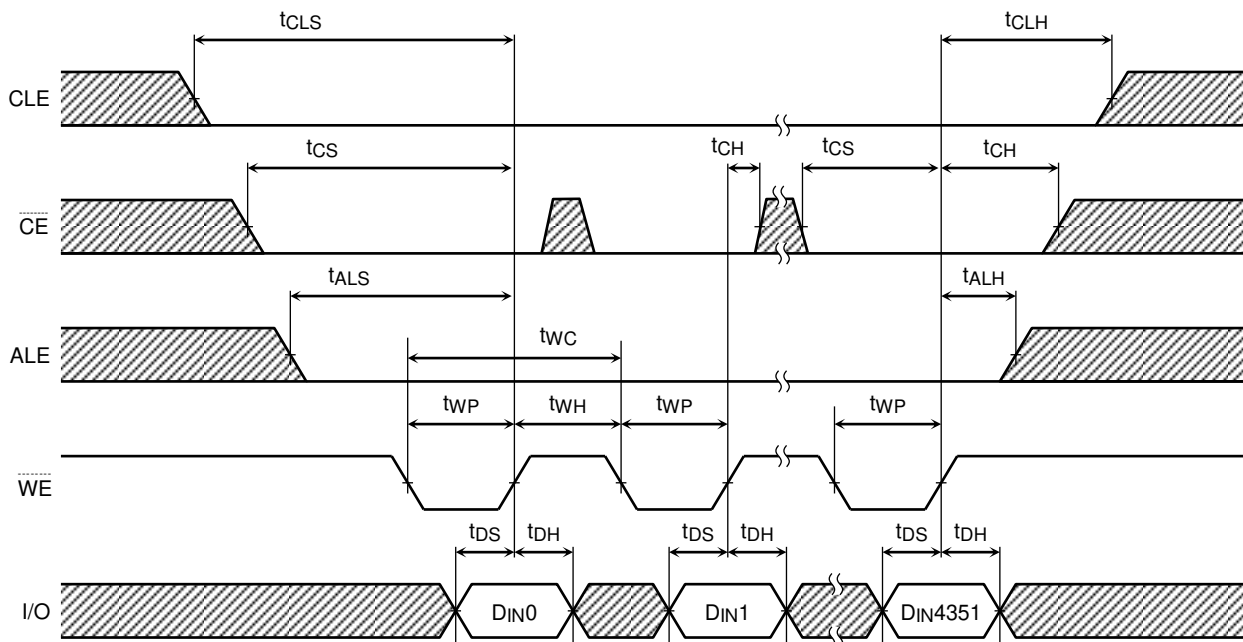 tCLS tCLH
CLE
tCS tCH tCS tCH
CE
tALS tALH
ALE
tWC
tWP tWH tWP tWP
WE
tDS tDH tDS tDH tDS tDH
I/O DIN0 DIN1 DIN4351